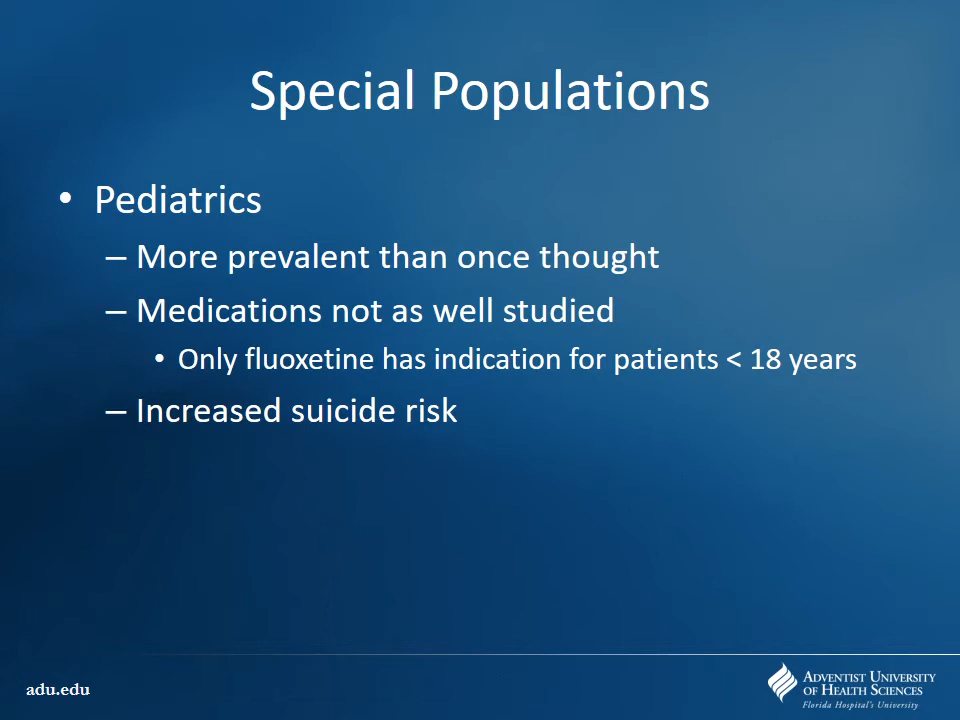 Special Populations
• Pediatrics
– More prevalent than once thought
– Medications not as well studied
• Only fluoxetine has indication for patients < 18 years
– Increased suicide risk
adu.edu
Adventist University
of Health Sciences
Florida Hospital's University